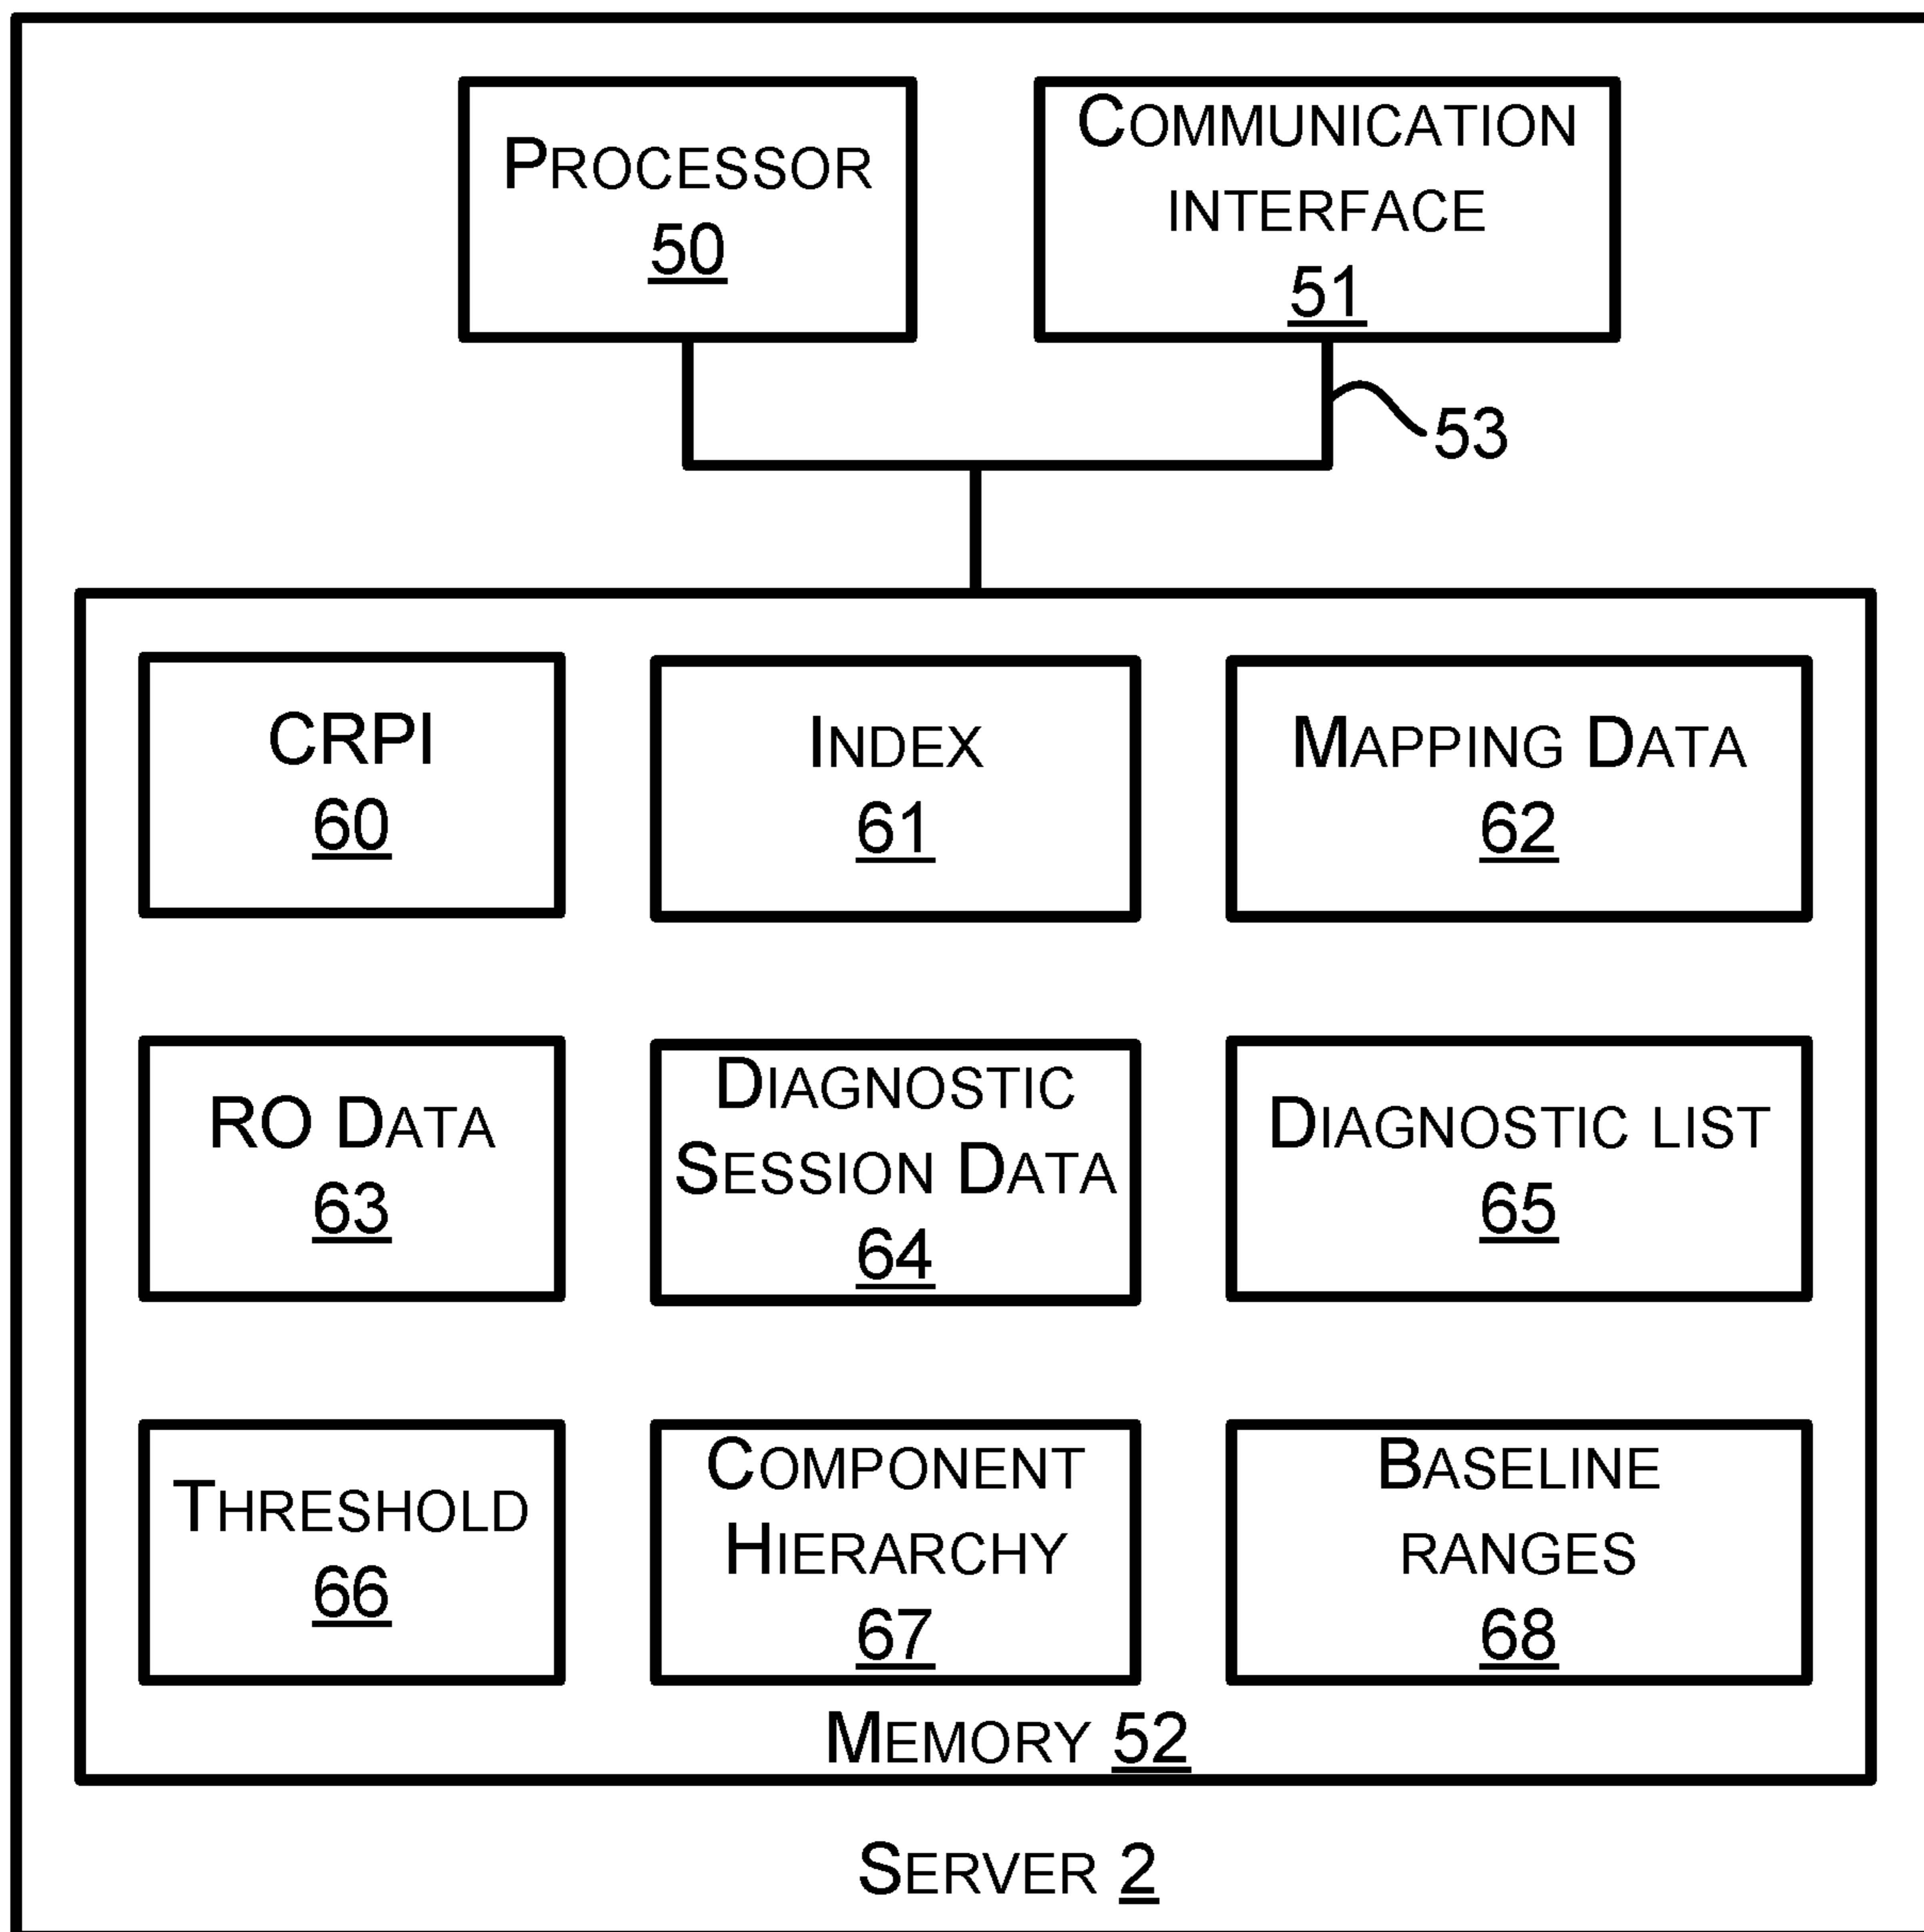 PROCESSOR
50
COMMUNICATION
INTERFACE
51
53
CRPI
60
INDEX
61
MAPPING DATA
62
RO DATA
63
DIAGNOSTIC
SESSION DATA
64
DIAGNOSTIC LIST
65
THRESHOLD
66
COMPONENT
HIERARCHY
67
BASELINE
RANGES
68
MEMORY 52
SERVER 2